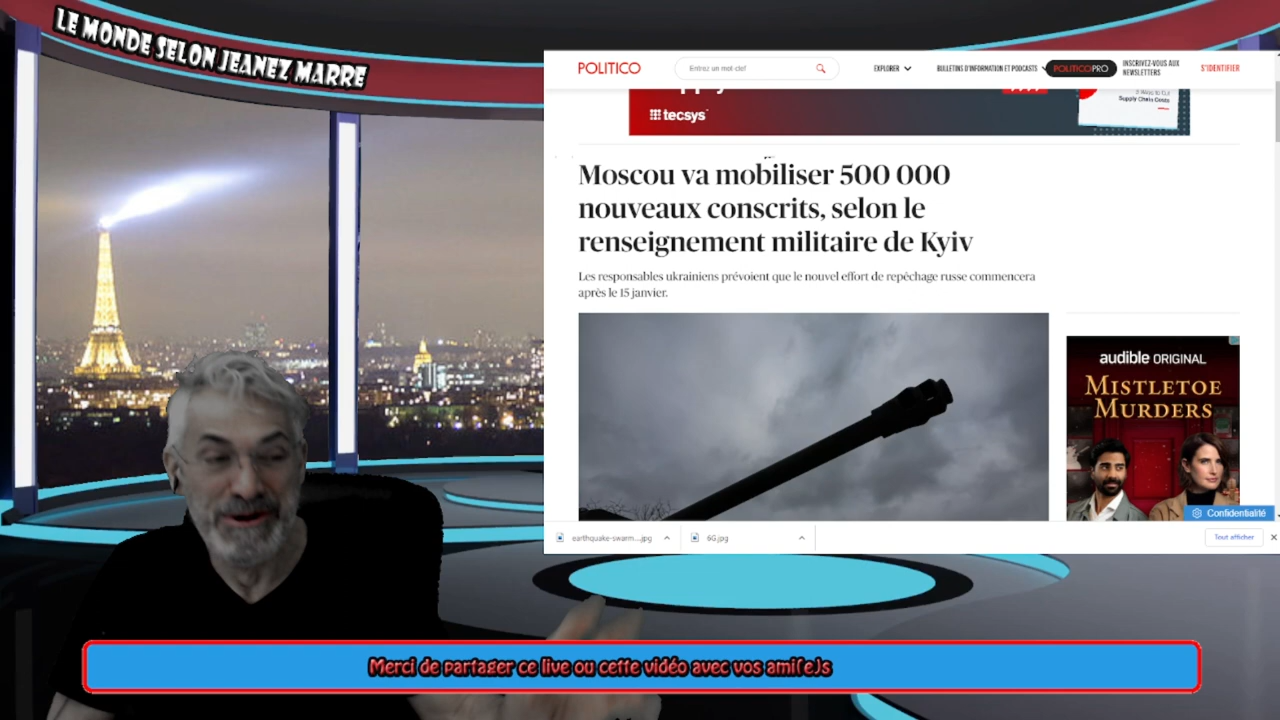 LE MONDE SELON JEANEZ MARRE
POLITICO
Entrez un mot clef
EXPLORER
BULLETINS D'INFORMATION ET PODCASTS
POLITICOPRO
INSCRIVEZ-VOUS AUX
NEWSLETTERS
S'IDENTIFIER
tecsys
Supply Chain Costs
Moscou va mobiliser 500 000
nouveaux conscrits, selon le
renseignement militaire de Kyiv
Les responsables ukrainiens prévoient que le nouvel effort de repêchage russe commencera
après le 15 janvier.
audible ORIGINAL
MISTLETOE
MURDERS
Confidentialité
earthquake-swarm....jpg
6G.jpg
Tout afficher
Merci de partager ce live ou cette vidéo avec vos ami(e)s